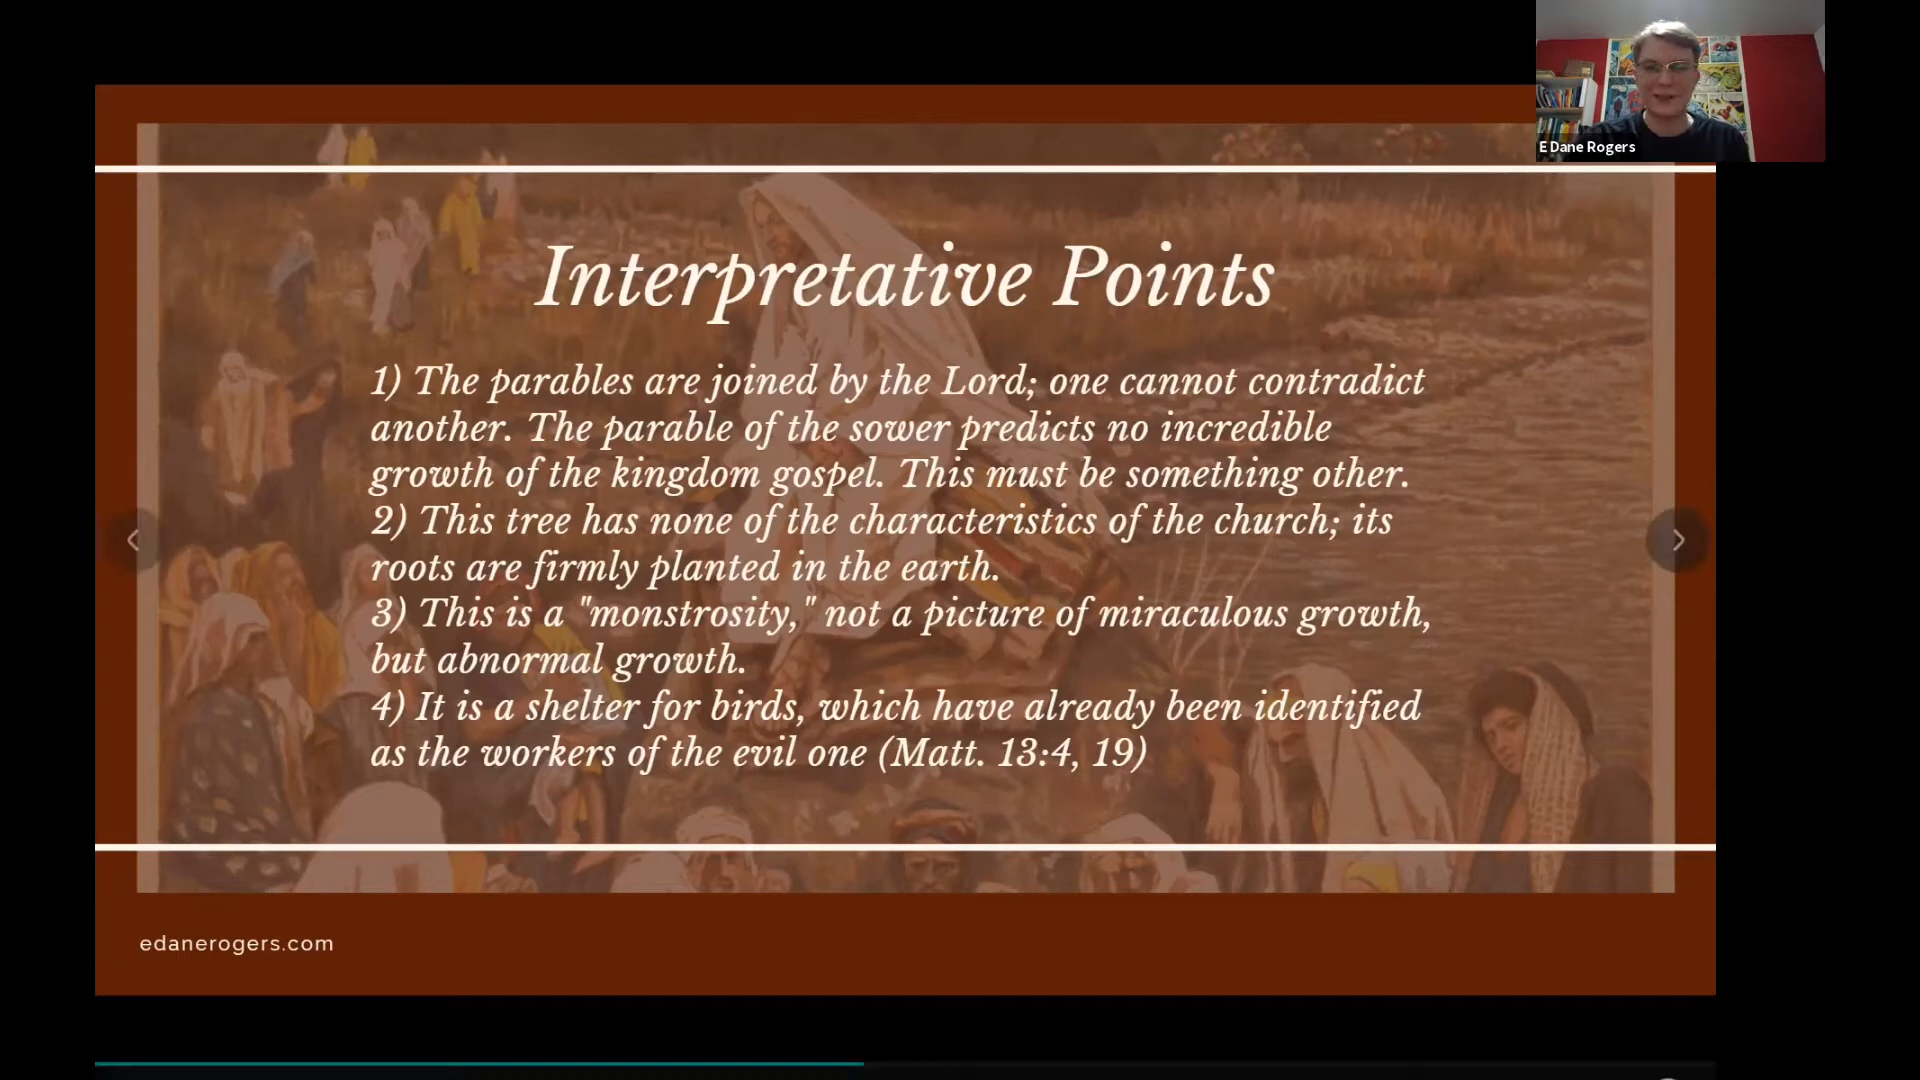 E Dane Rogers
Interpretative Points
1) The parables are joined by the Lord; one cannot contradict
another. The parable of the sower predicts no incredible
growth of the kingdom gospel. This must be something other.
2) This tree has none of the characteristics of the church; its
roots are firmly planted in the earth.
3) This is a "monstrosity," not a picture of miraculous growth,
but abnormal growth.
4) It is a shelter for birds, which have already been identified
as the workers of the evil one (Matt. 13:4, 19)
edanerogers.com